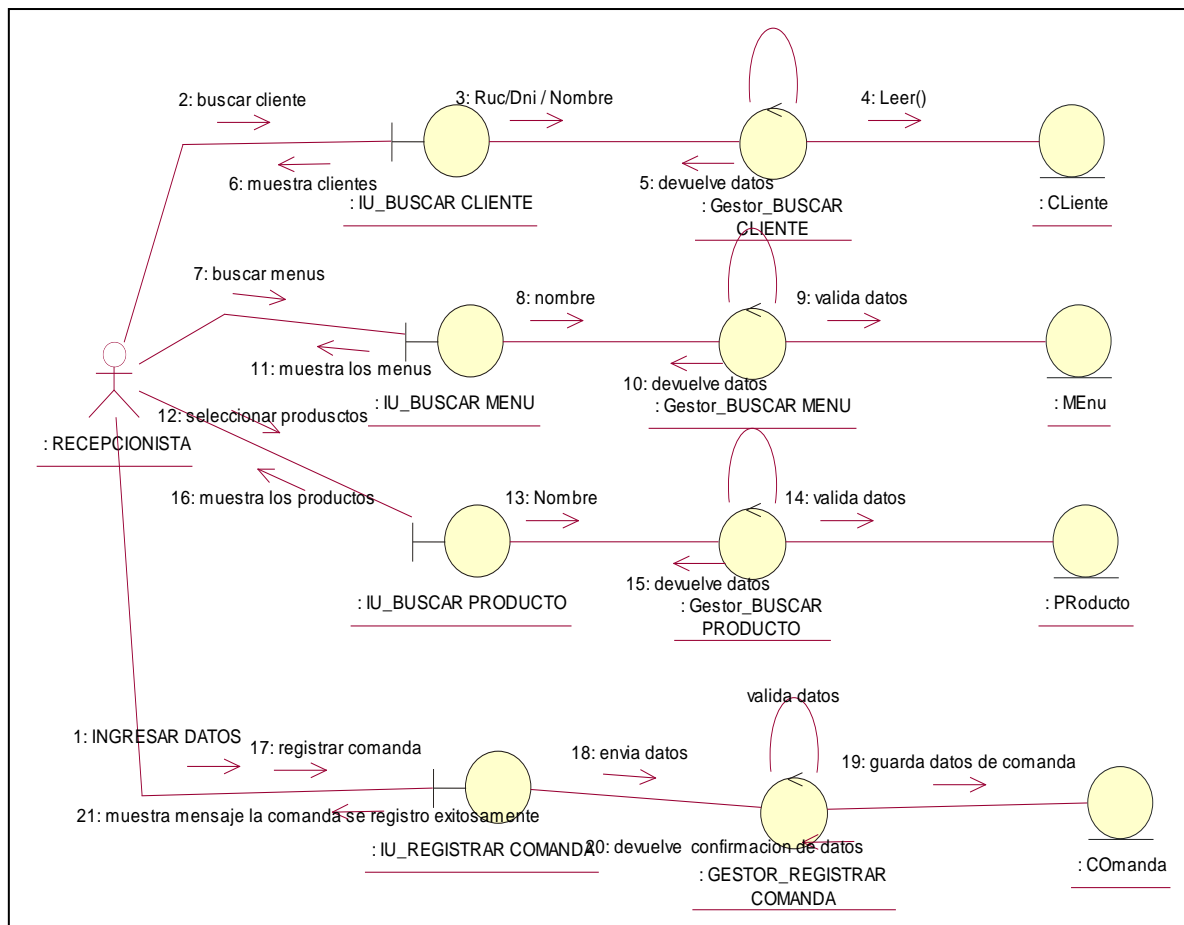 2: buscar cliente
3: Ruc/Dni / Nombre
4: Leer()
6: muestra clientes
5: devuelve datos
: IU_BUSCAR CLIENTE
: Gestor_BUSCAR
CLIENTE
: CLiente
7: buscar menus
8: nombre
9: valida datos
11: muestra los menus
10: devuelve datos
: IU_BUSCAR MENU
: Gestor_BUSCAR MENU
: MEnu
12: seleccionar produsctos
: RECEPCIONISTA
16: muestra los productos
13: Nombre
14: valida datos
15: devuelve datos
: IU_BUSCAR PRODUCTO
: Gestor_BUSCAR
PRODUCTO
: PRoducto
valida datos
1: INGRESAR DATOS
17: registrar comanda
18: envia datos
19: guarda datos de comanda
21: muestra mensaje la comanda se registro exitosamente
20: devuelve confirmacion de datos
: IU_REGISTRAR COMANDA
: GESTOR_REGISTRAR
COMANDA
: COmanda